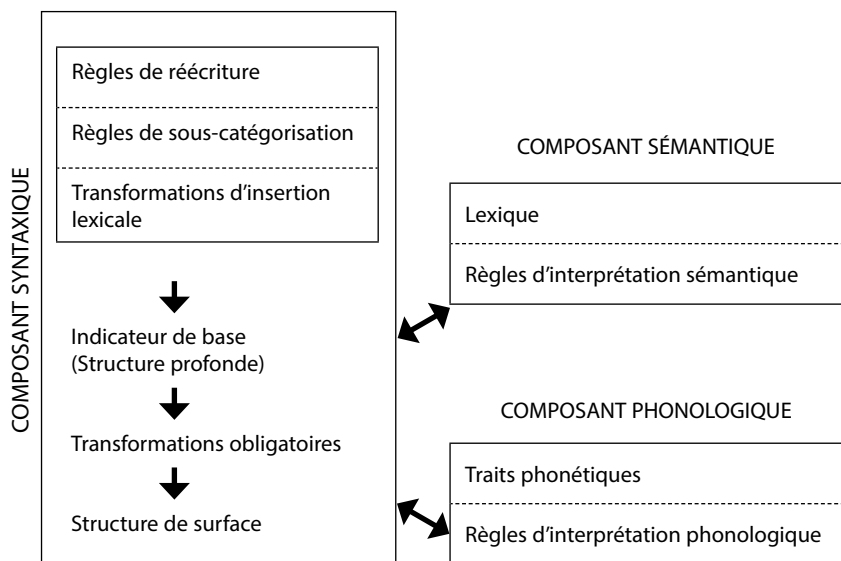 COMPOSANT SYNTAXIQUE
Règles de réécriture
Règles de sous-catégorisation
Transformations d’insertion
lexicale
Indicateur de base
(Structure profonde)
Transformations obligatoires
Structure de surface
COMPOSANT SÉMANTIQUE
Lexique
Règles d’interprétation sémantique
COMPOSANT PHONOLOGIQUE
Traits phonétiques
Règles d’interprétation phonologique